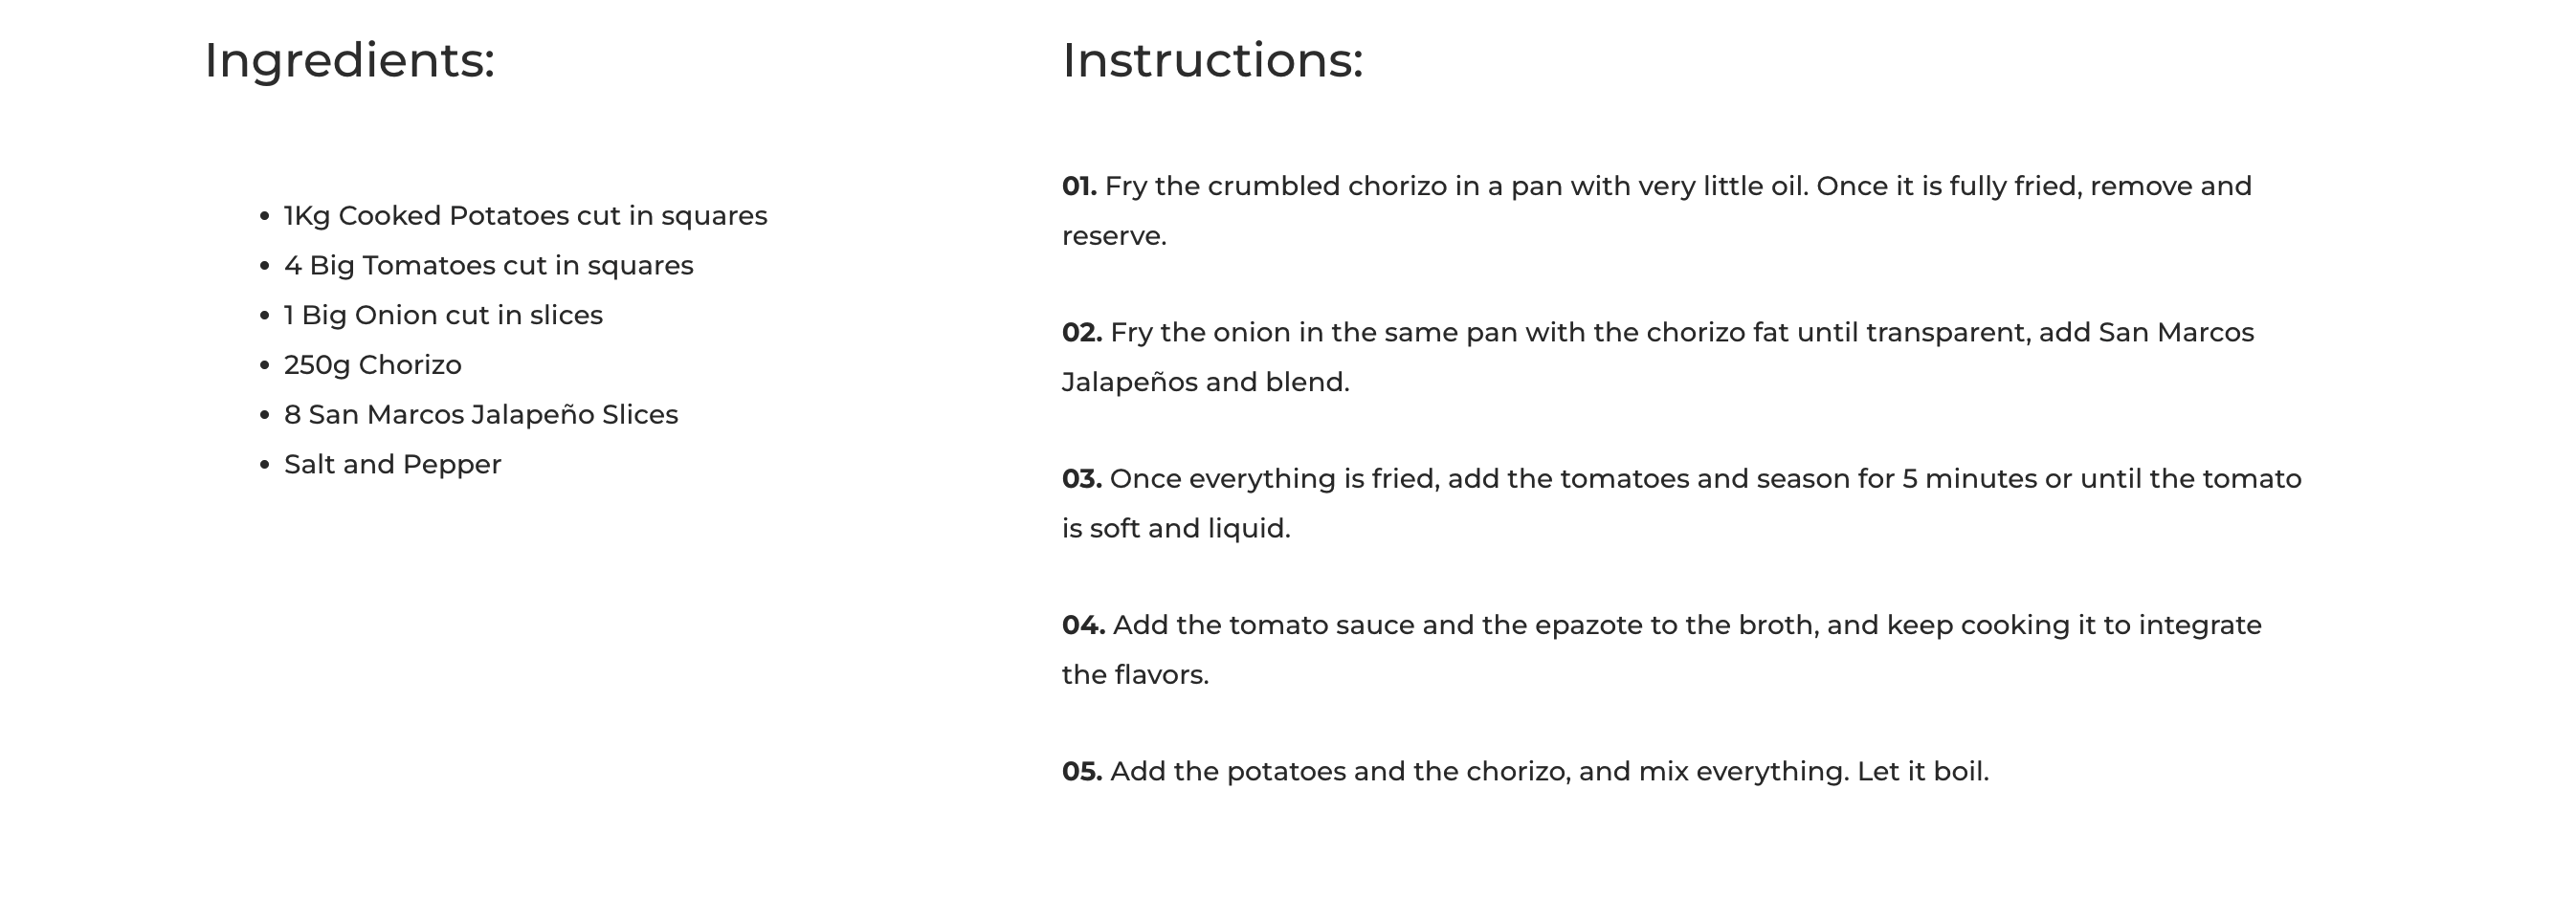 Ingredients:
• 1Kg Cooked Potatoes cut in squares
• 4 Big Tomatoes cut in squares
• 1 Big Onion cut in slices
• 250g Chorizo
• 8 San Marcos Jalapeño Slices
• Salt and Pepper
Instructions:
01. Fry the crumbled chorizo in a pan with very little oil. Once it is fully fried, remove and
reserve.
02. Fry the onion in the same pan with the chorizo fat until transparent, add San Marcos
Jalapeños and blend.
03. Once everything is fried, add the tomatoes and season for 5 minutes or until the tomato
is soft and liquid.
04. Add the tomato sauce and the epazote to the broth, and keep cooking it to integrate
the flavors.
05. Add the potatoes and the chorizo, and mix everything. Let it boil.